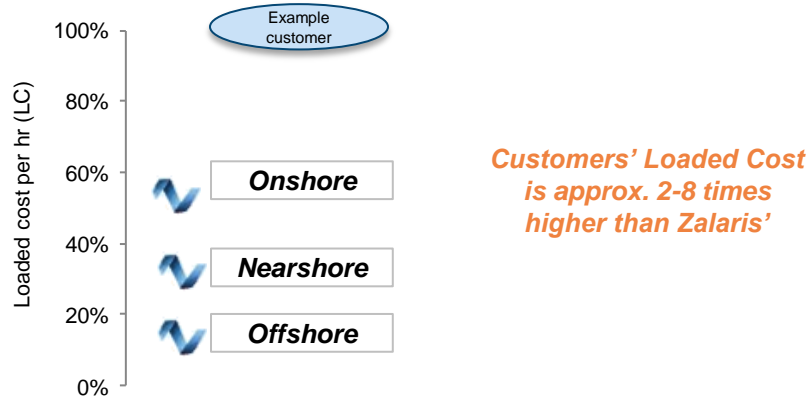 Example
customer
100%
80%
60%
40%
20%
0%
Loaded cost per hr (LC)
Onshore
Nearshore
Offshore
Customers’ Loaded Cost
is approx. 2-8 times
higher than Zalaris’